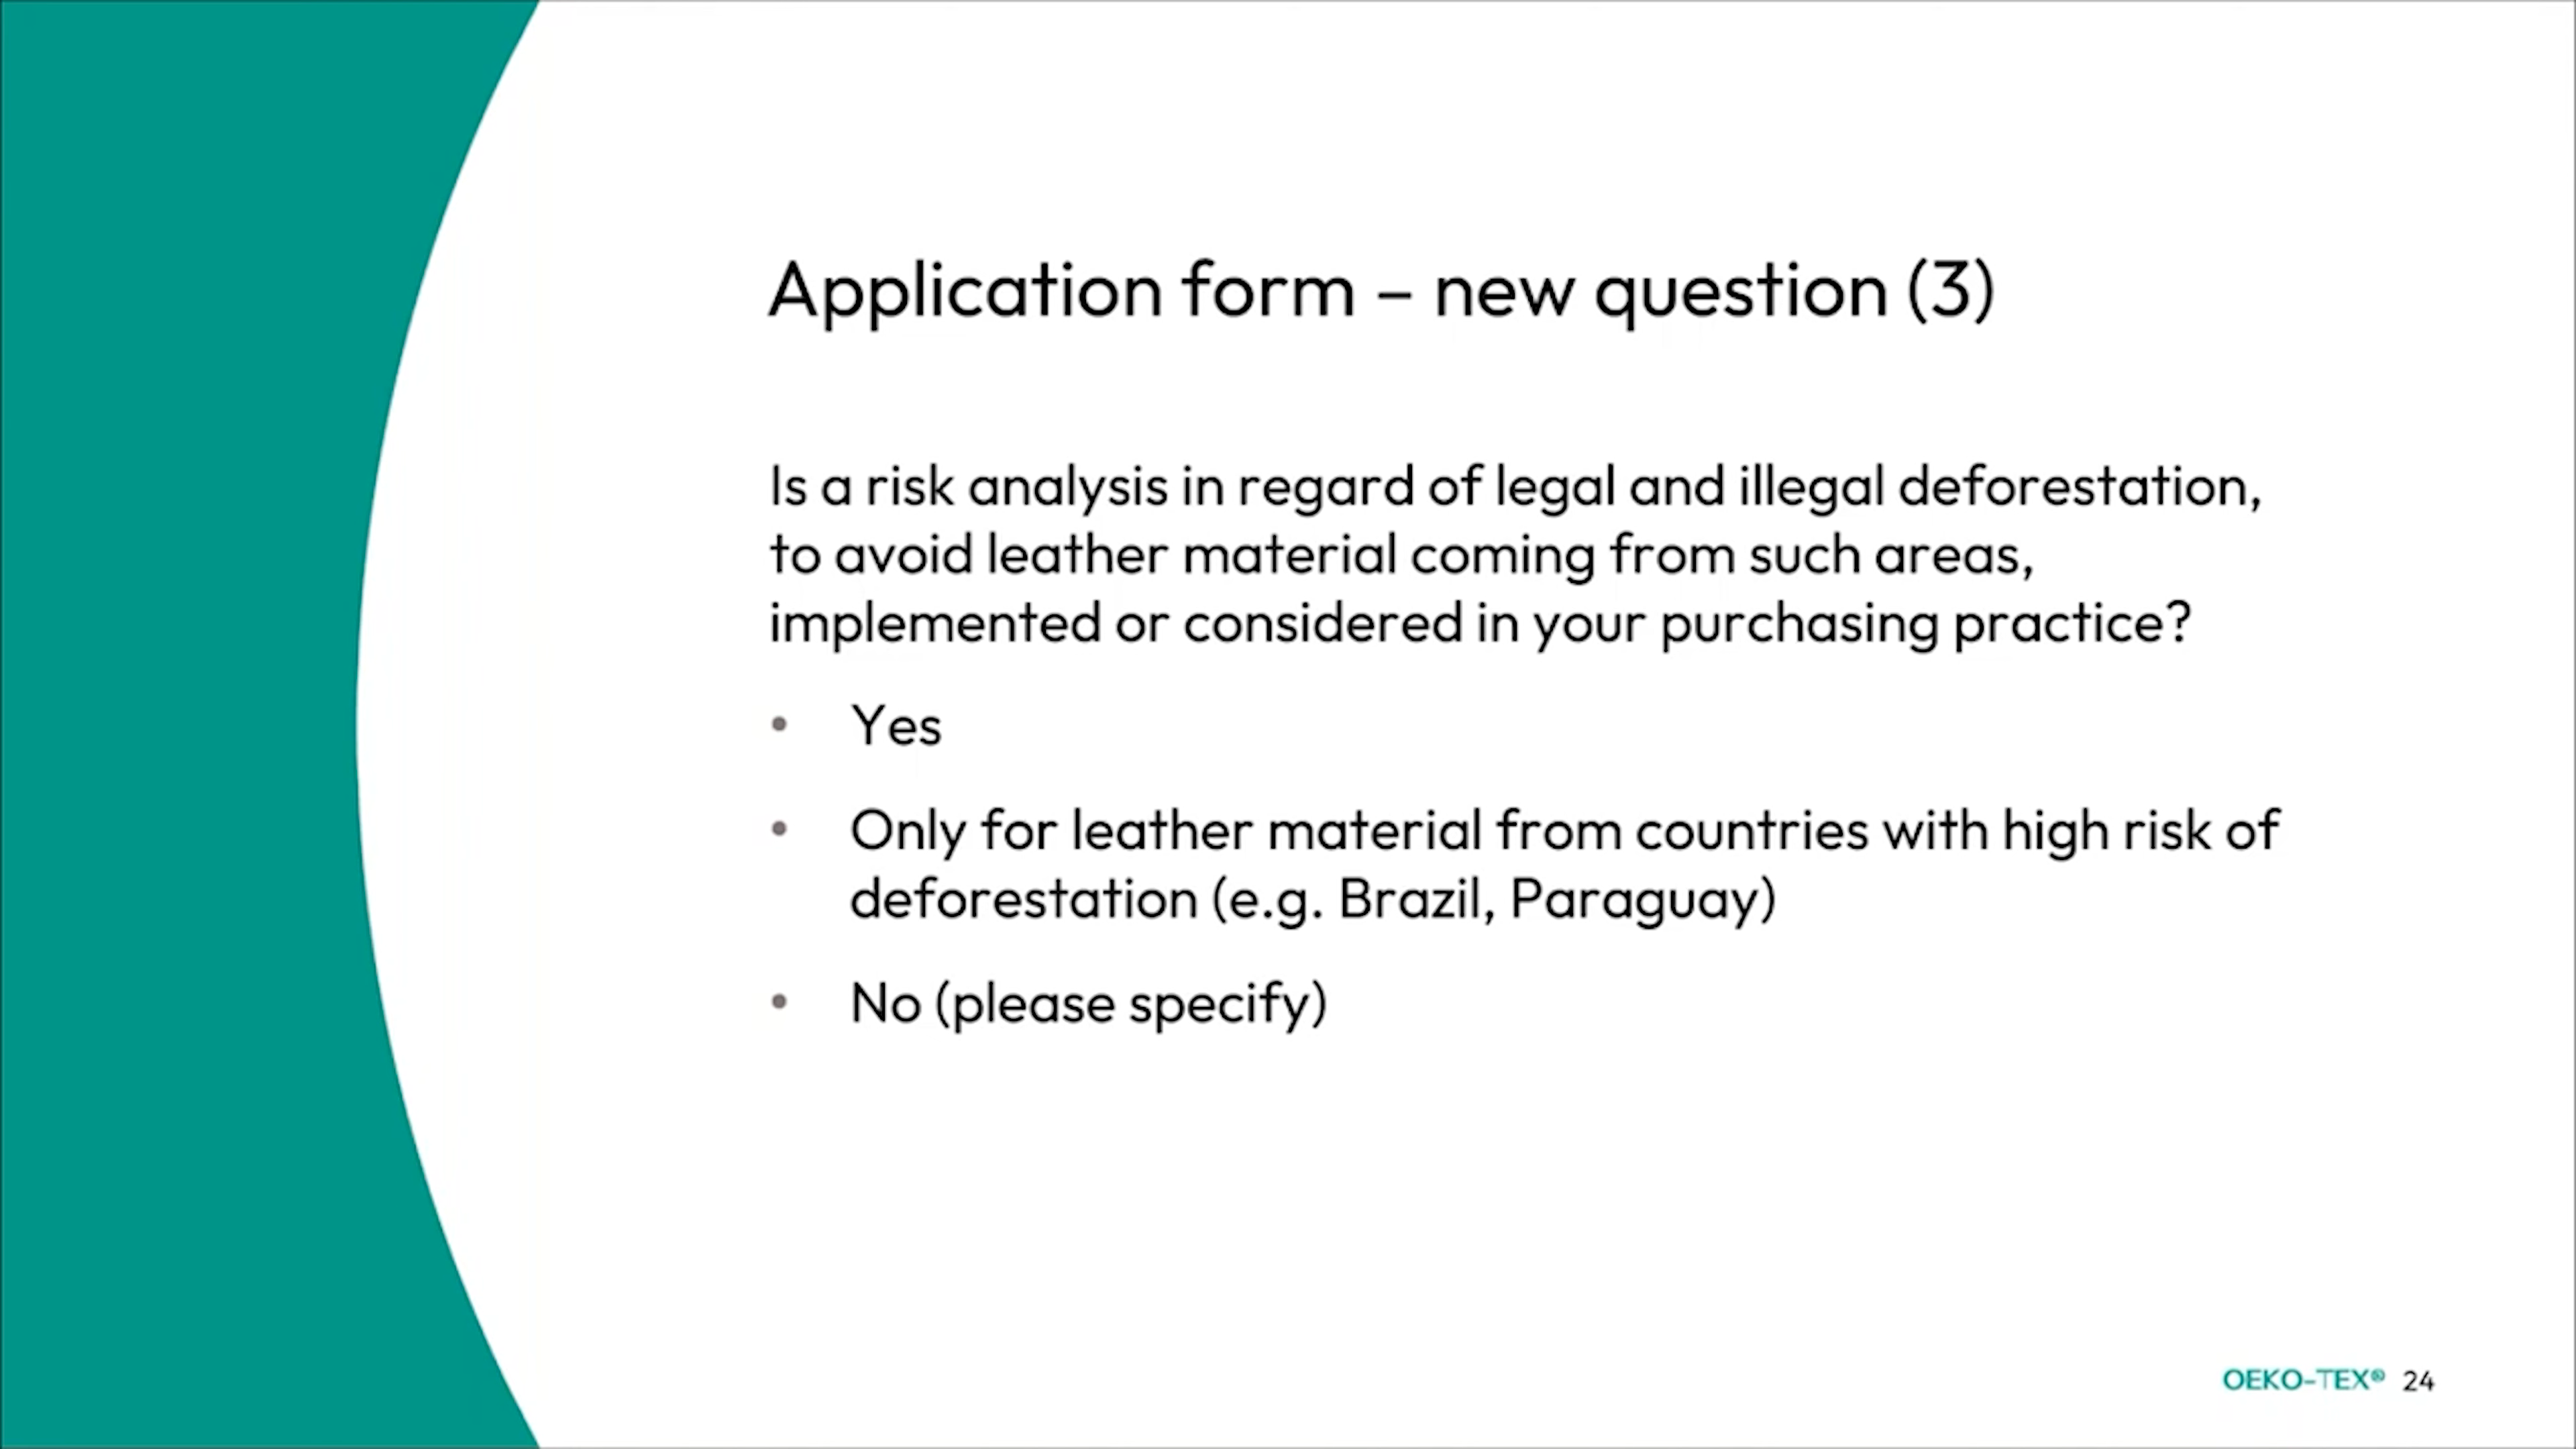 Application form – new question (3)
Is a risk analysis in regard of legal and illegal deforestation,
to avoid leather material coming from such areas,
implemented or considered in your purchasing practice?
• Yes
• Only for leather material from countries with high risk of
deforestation (e.g. Brazil, Paraguay)
• No (please specify)
OEKO-TEX® 24